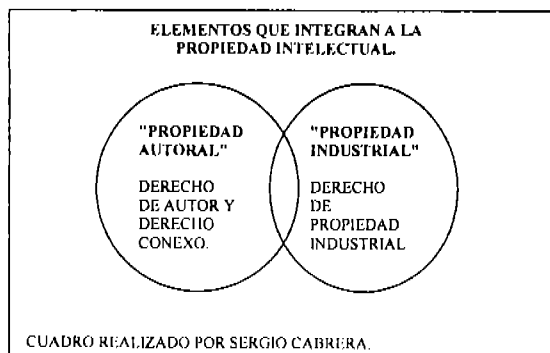 ELEMENTOS QUE INTEGRAN A LA
PROPIEDAD INTELECTUAL.
"PROPIEDAD
AUTORAL"
DERECHO
DE AUTOR Y
DERECHO
CONEXO.
"PROPIEDAD
INDUSTRIAL"
DERECHO
DE
PROPIEDAD
INDUSTRIAL
CUADRO REALIZADO POR SERGIO CABRERA.